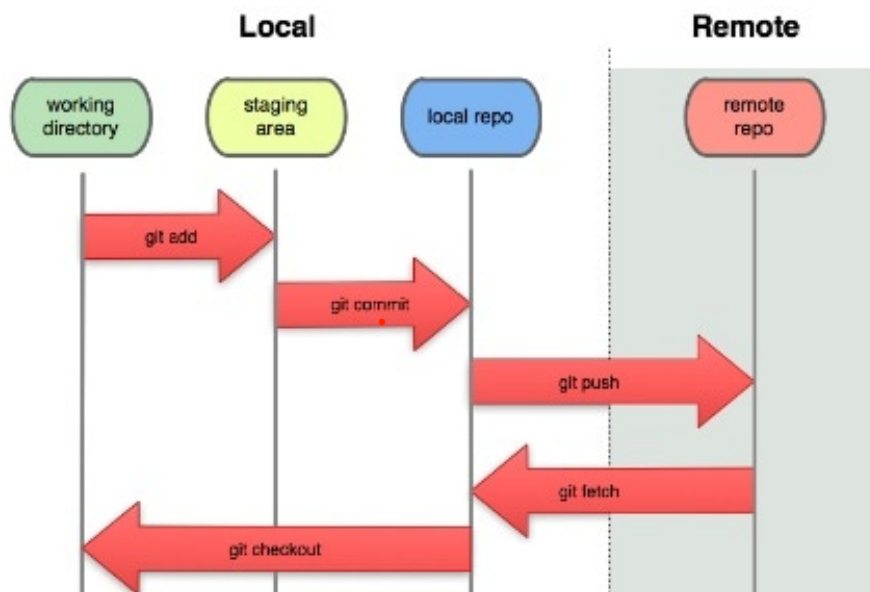 Local
Remote
working
directory
staging
area
local repo
remote
repo
git add
git commit
git push
git fetch
git checkout